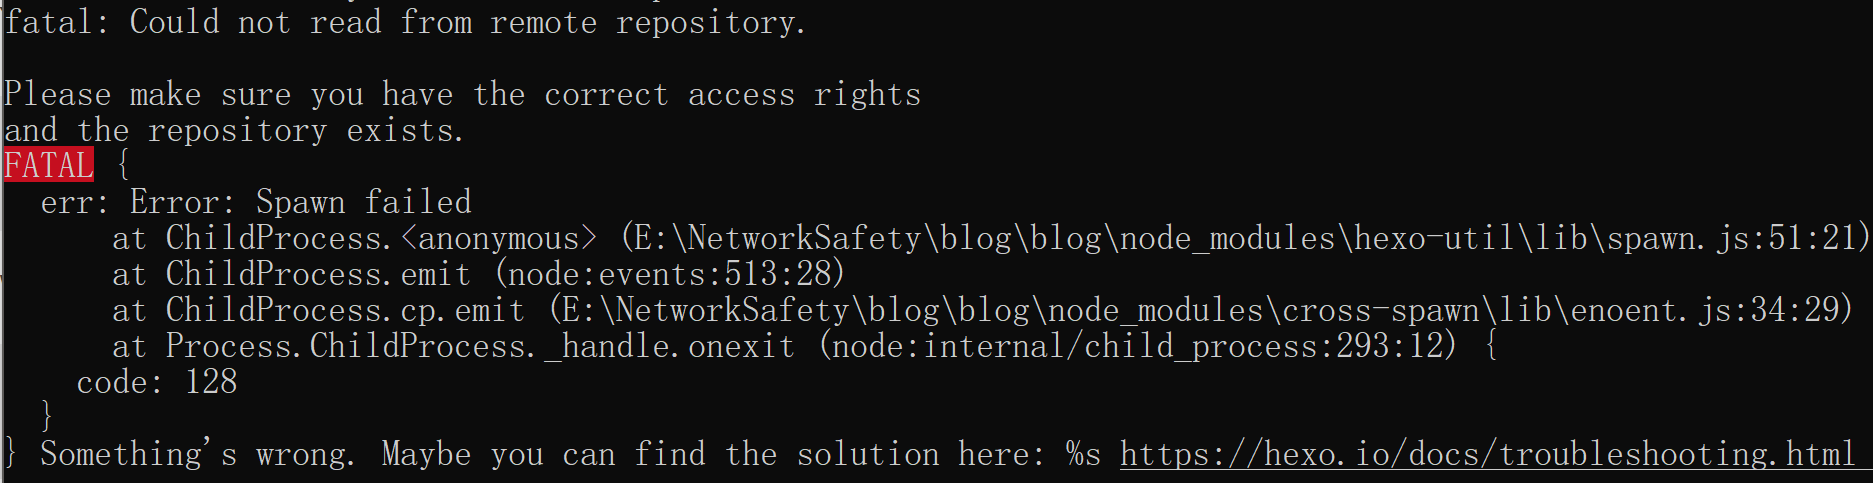 fatal: Could not read from remote repository.
Please make sure you have the correct access rights
and the repository exists.
FATAL {
err: Error: Spawn failed
at ChildProcess.<anonymous> (E:\NetworkSafety\blog\blog\node_modules\hexo-util\lib\spawn.js:51:21)
at ChildProcess.emit (node:events:513:28)
at ChildProcess.cp.emit (E:\NetworkSafety\blog\blog\node_modules\cross-spawn\lib\enoent.js:34:29)
at Process.ChildProcess._handle.onexit (node:internal/child_process:293:12) {
code: 128
}
} Something's wrong. Maybe you can find the solution here: %s https://hexo.io/docs/troubleshooting.html